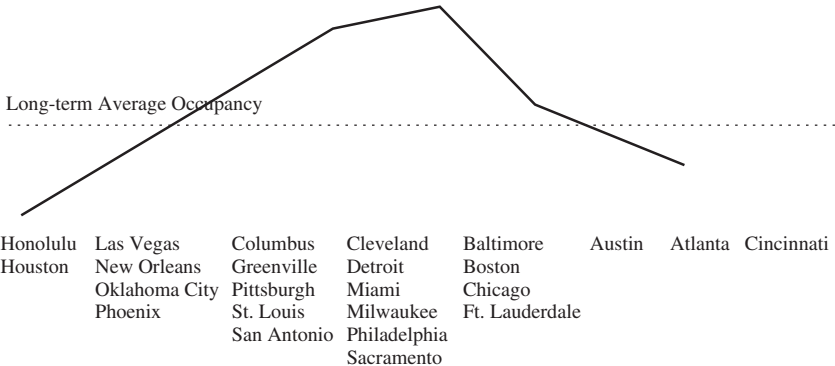 Long-term Average Occupancy
Honolulu Las Vegas Columbus Cleveland Baltimore Austin Atlanta Cincinnati
Houston New Orleans Greenville Detroit Boston
Oklahoma City Pittsburgh Miami Chicago
Phoenix St. Louis Milwaukee Ft. Lauderdale
San Antonio Philadelphia
Sacramento